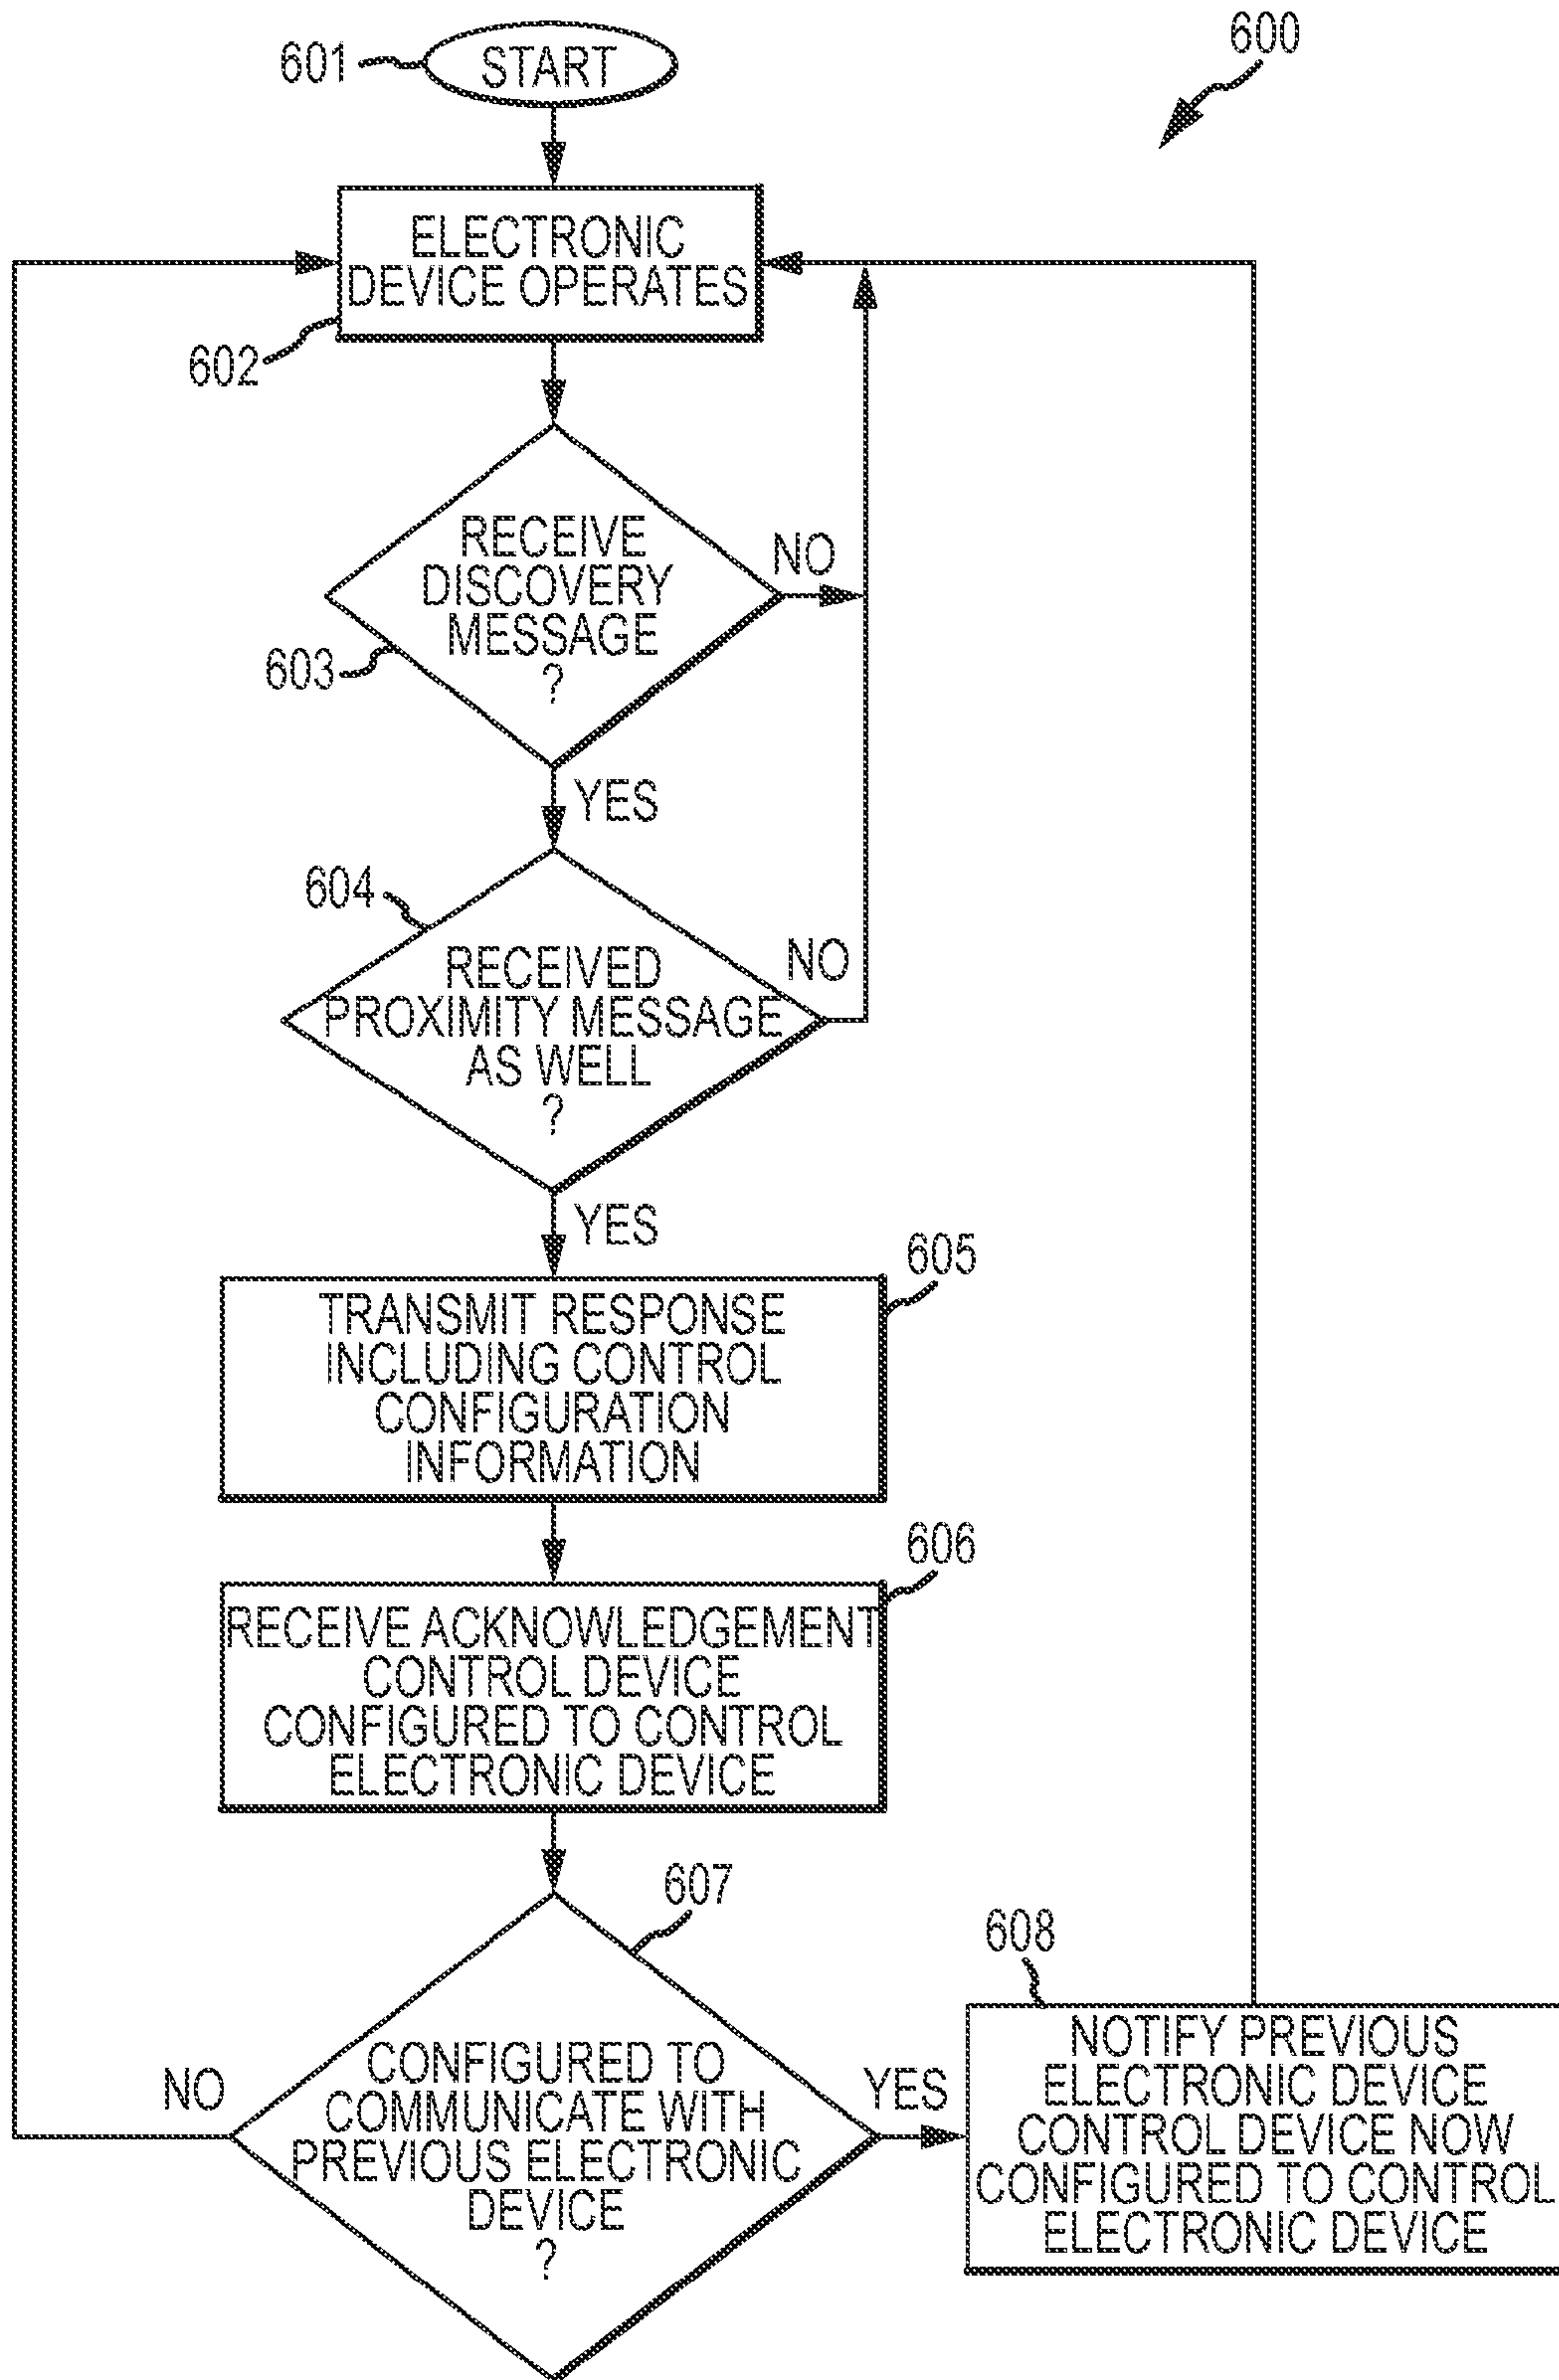 600
601
START
ELECTRONIC
DEVICE OPERATES
602
RECEIVE
DISCOVERY
MESSAGE
?
NO
603
YES
604
RECEIVED
PROXIMITY MESSAGE
AS WELL
?
NO
YES
605
TRANSMIT RESPONSE
INCLUDING CONTROL
CONFIGURATION
INFORMATION
606
RECEIVE ACKNOWLEDGEMENT
CONTROL DEVICE
CONFIGURED TO CONTROL
ELECTRONIC DEVICE
607
CONFIGURED TO
COMMUNICATE WITH
PREVIOUS ELECTRONIC
DEVICE
?
NO
YES
608
NOTIFY PREVIOUS
ELECTRONIC DEVICE
CONTROL DEVICE NOW
CONFIGURED TO CONTROL
ELECTRONIC DEVICE